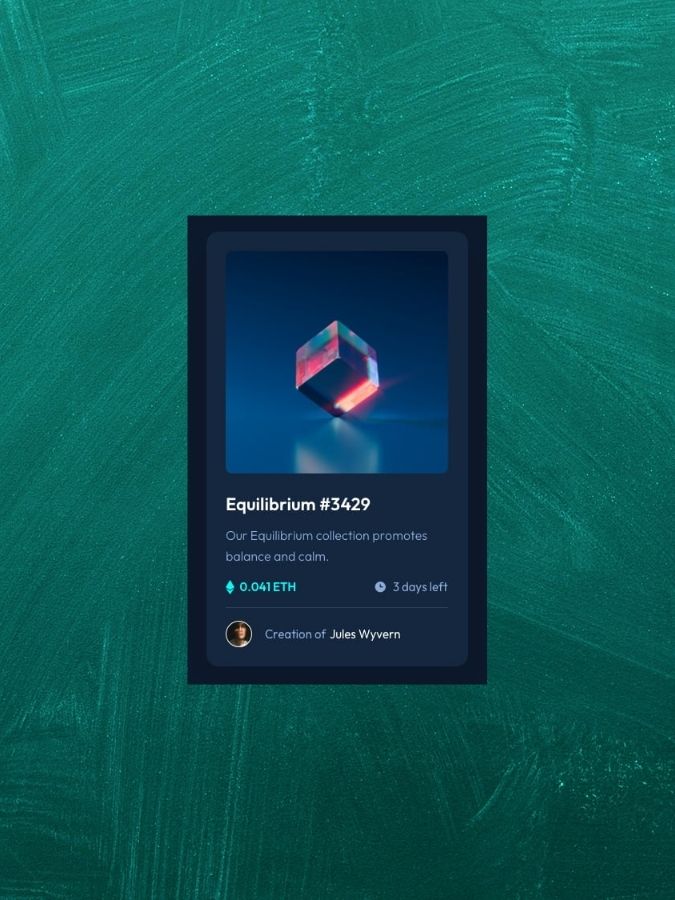 Equilibrium #3429
Our Equilibrium collection promotes
balance and calm.
0.041 ETH 3 days left
Creation of Jules Wyvern